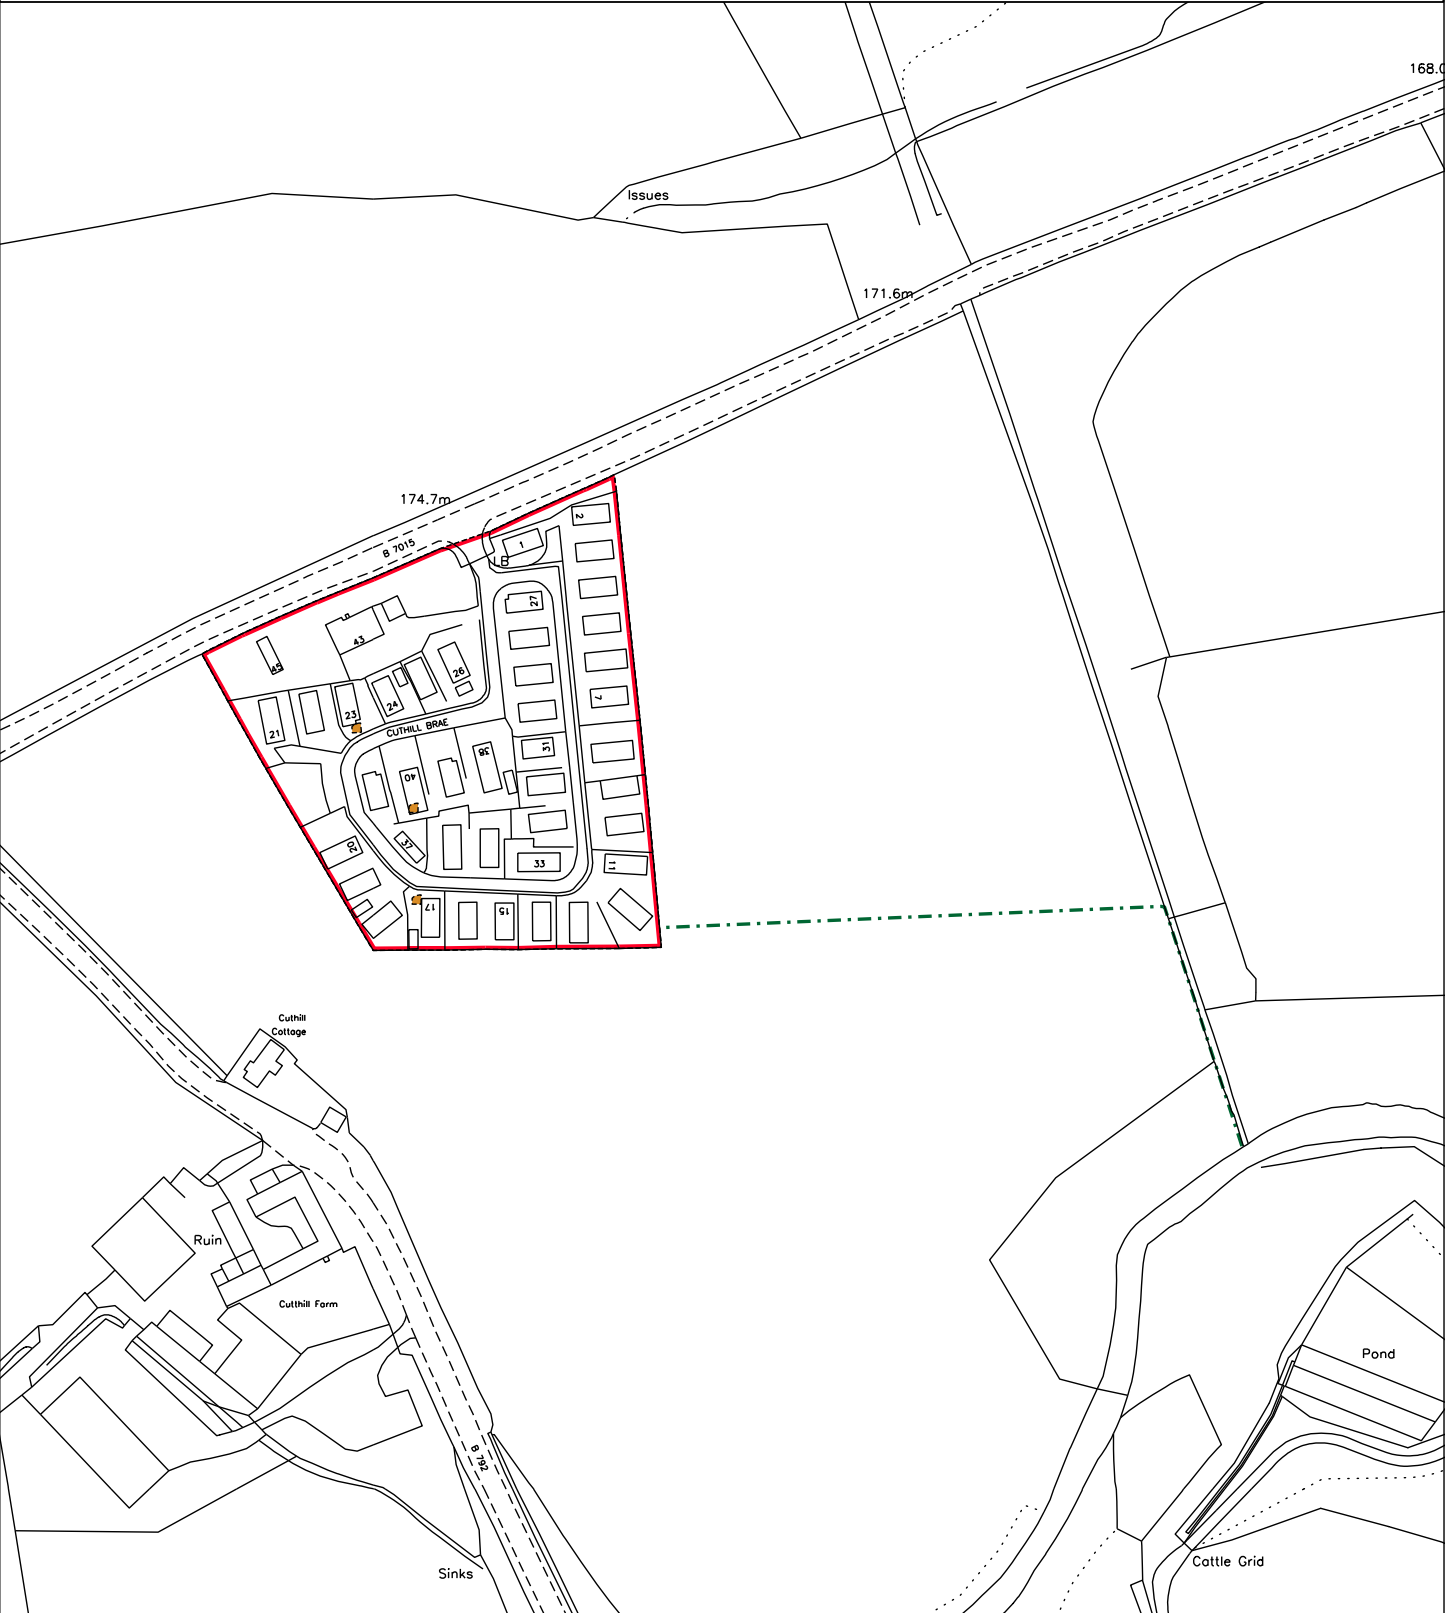 168.0
Issues
171.6m
174.7m
B 7015
2
1
LB
27
43
45
26
7
24
23
21
CUTHILL BRAE
31
38
40
37
20
33
11
17
15
Cuthill
Cottage
Ruin
Cutthill Farm
Pond
B 792
Sinks
Cattle Grid